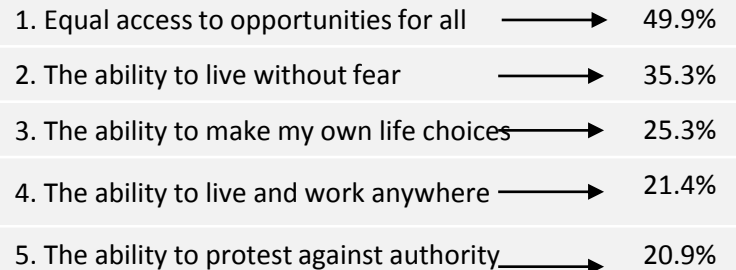 1. Equal access to opportunities for all 49.9%
2. The ability to live without fear 35.3%
3. The ability to make my own life choices 25.3%
4. The ability to live and work anywhere 21.4%
5. The ability to protest against authority 20.9%